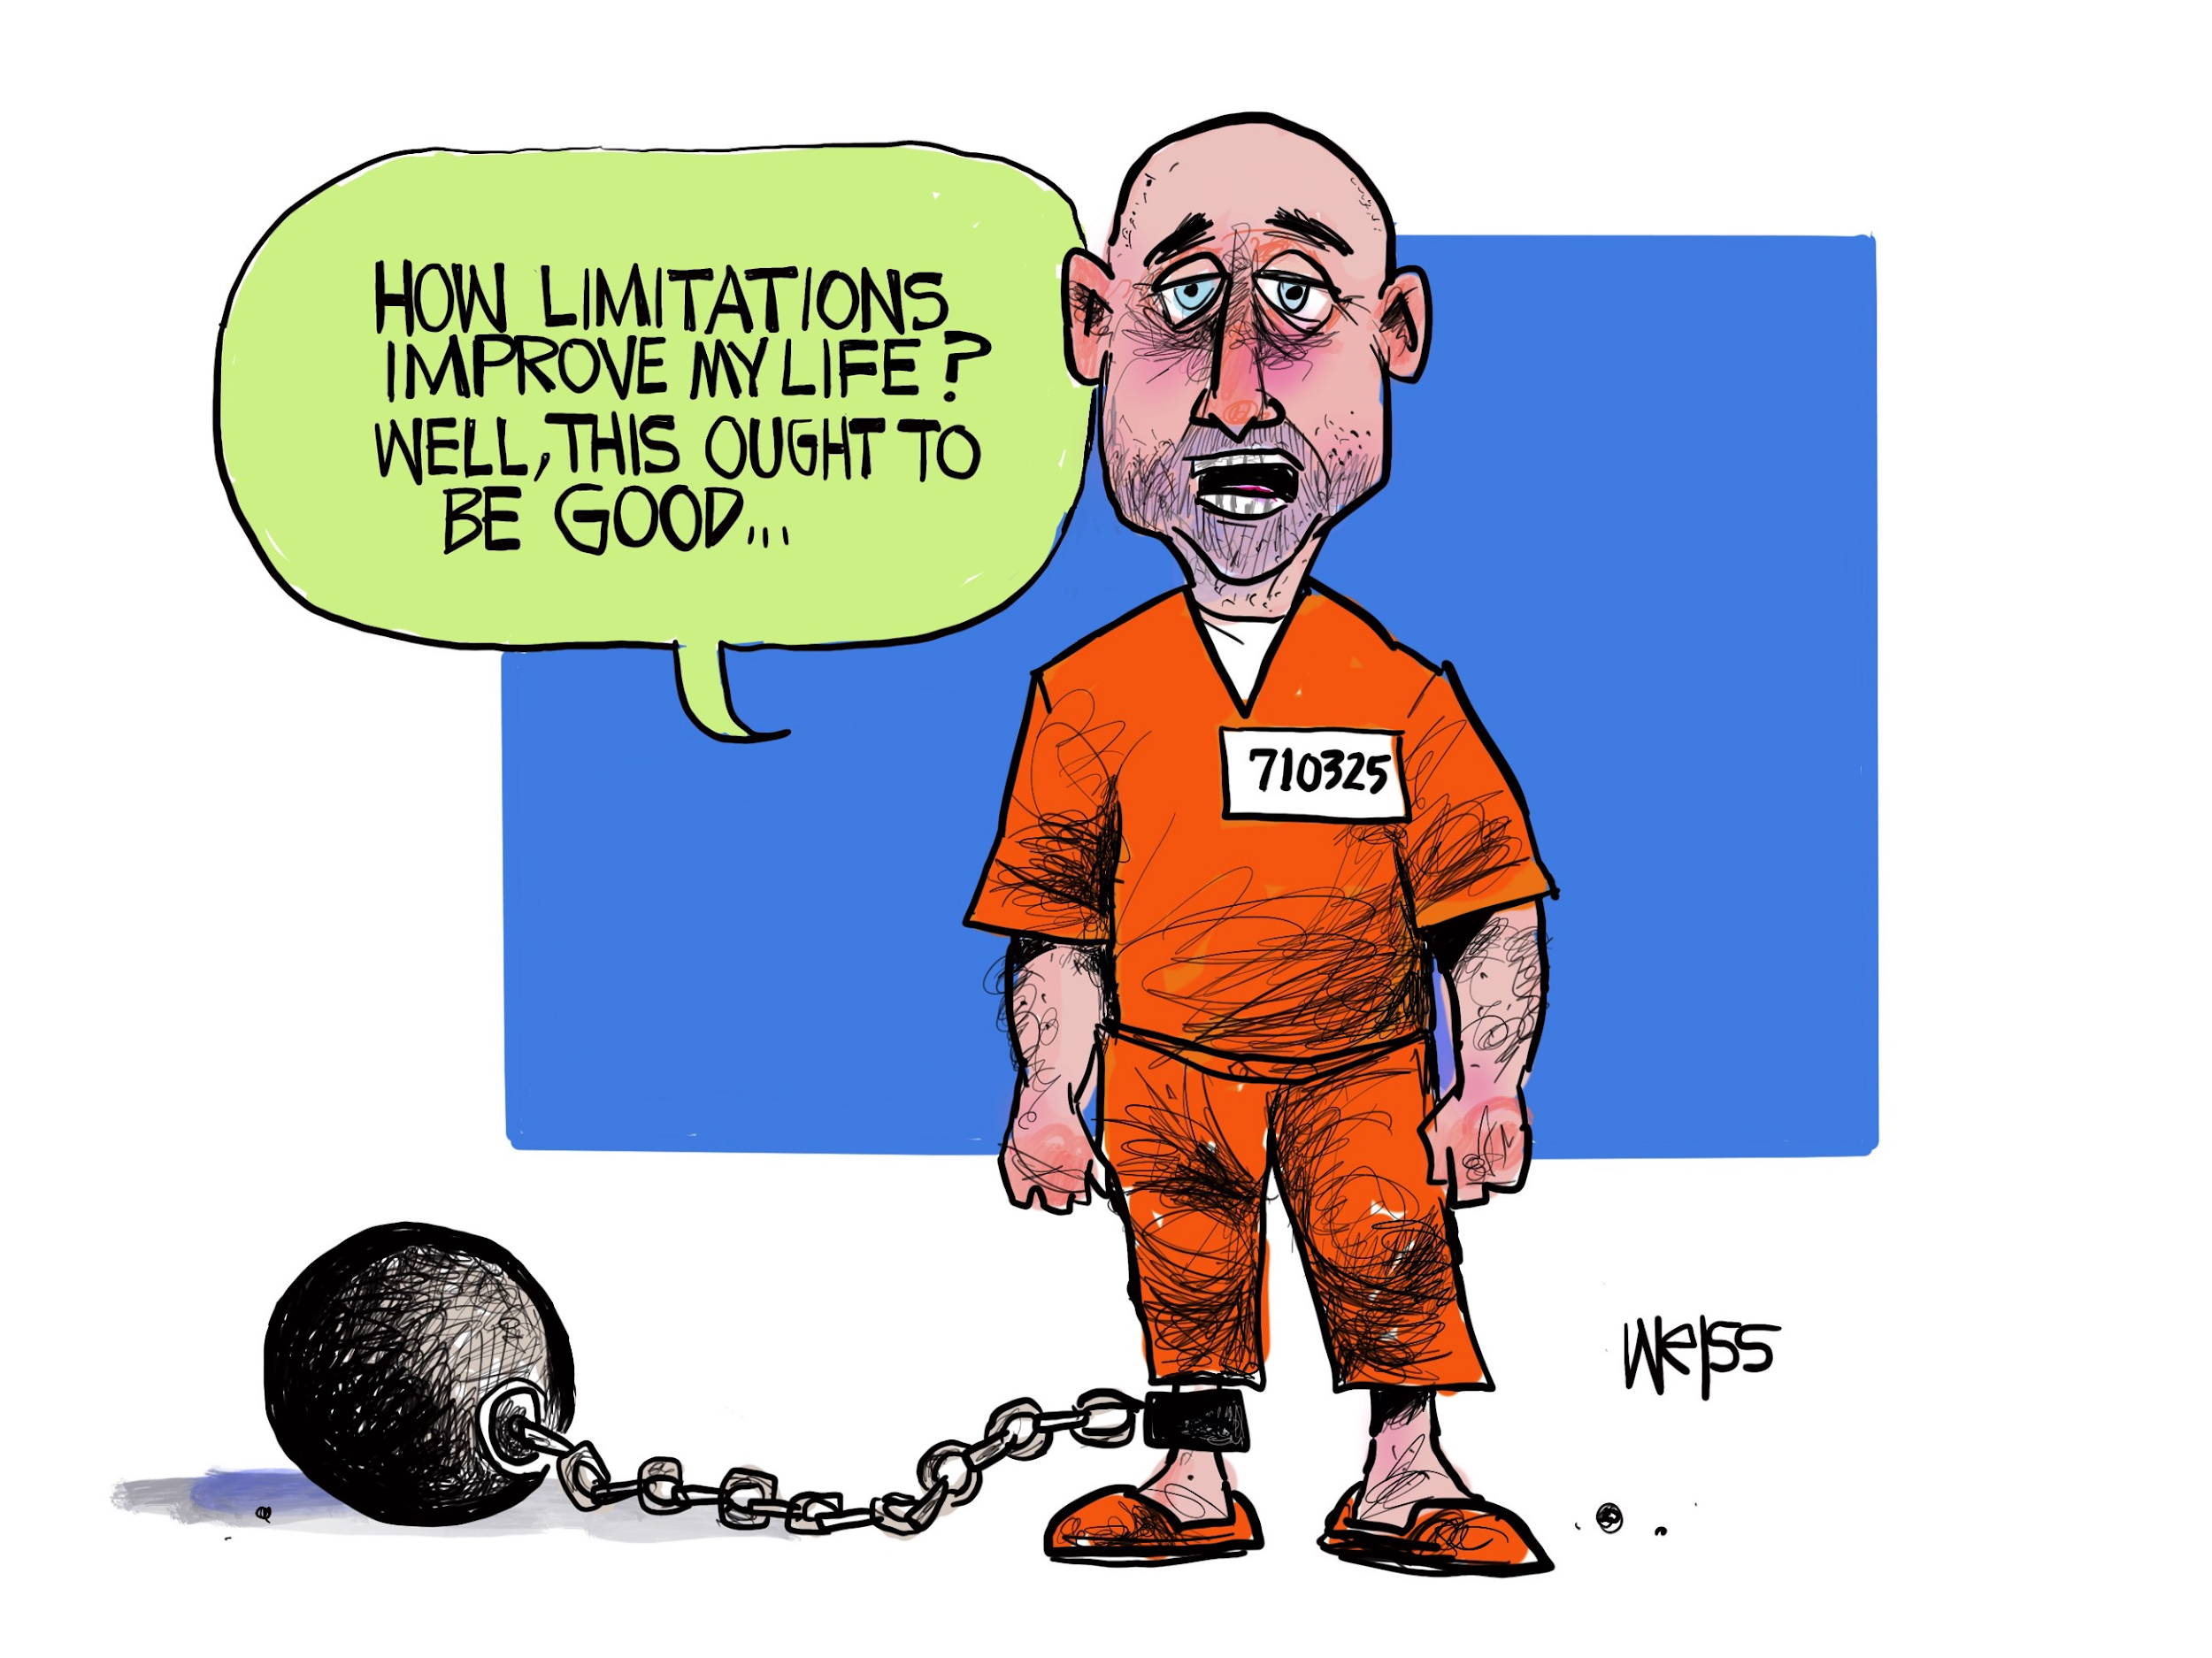 HOW LIMITATIONS
IMPROVE MY LIFE?
WELL, THIS OUGHT TO
BE GOOD...
710325
Weiss